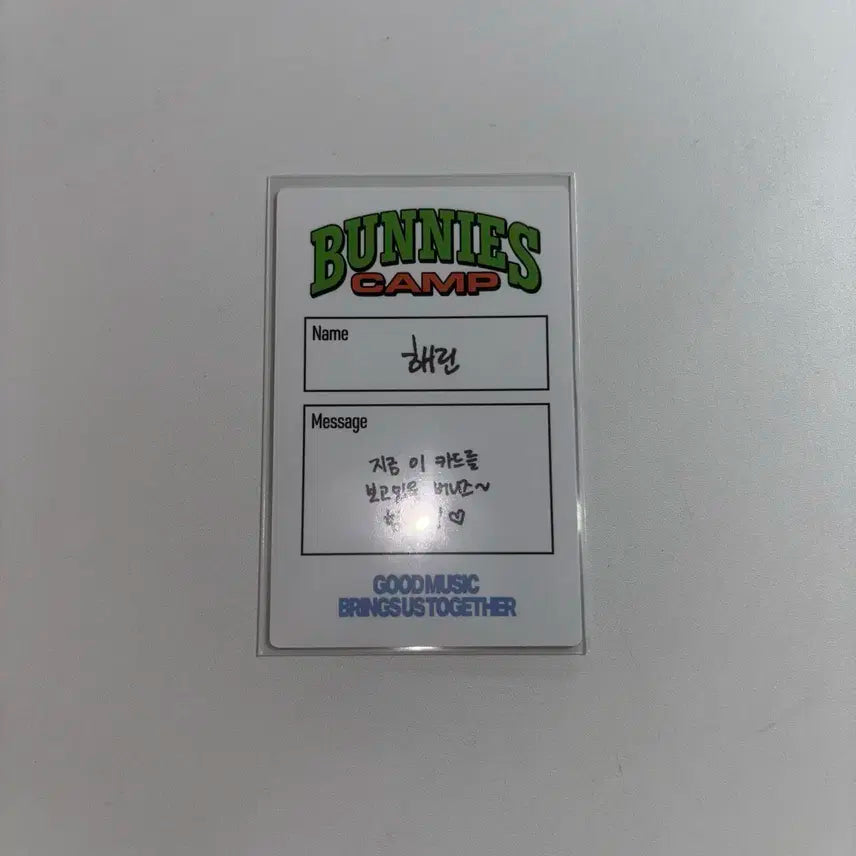 BUNNIES
CAMP
Name
해린
Message
지금 이 카드를
보고있을 버니즈~
♡
GOOD MUSIC
BRINGS US TOGETHER